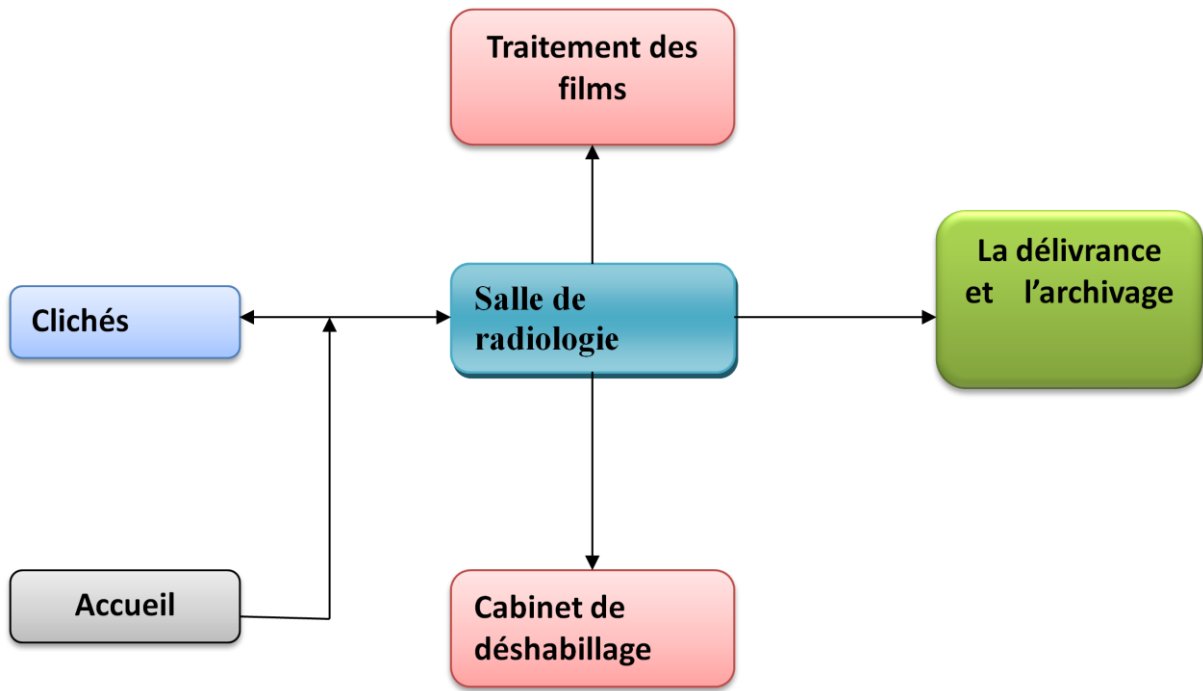 Traitement des
films
La délivrance
et l'archivage
Clichés
Salle de
radiologie
Accueil
Cabinet de
déshabillage